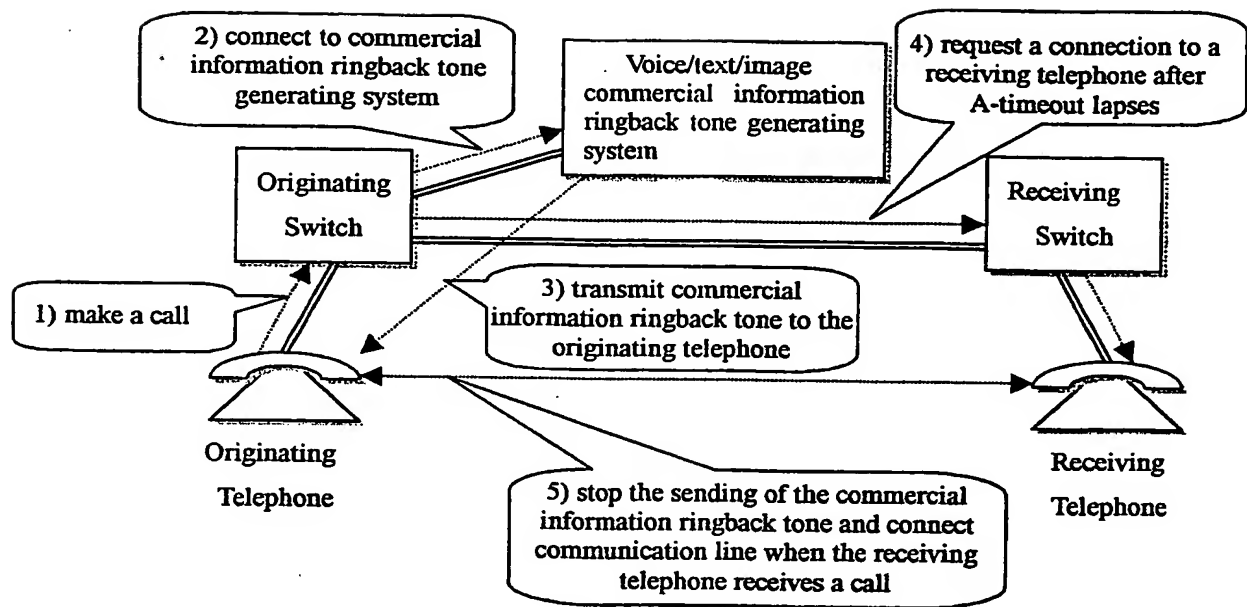 2) connect to commercial
information ringback tone
generating system
Voice/text/image
commercial information
ringback tone generating
system
4) request a connection to a
receiving telephone after
A-timeout lapses
Originating
Switch
Receiving
Switch
1) make a call
3) transmit commercial
information ringback tone to the
originating telephone
Originating
Telephone
Receiving
Telephone
5) stop the sending of the commercial
information ringback tone and connect
communication line when the receiving
telephone receives a call